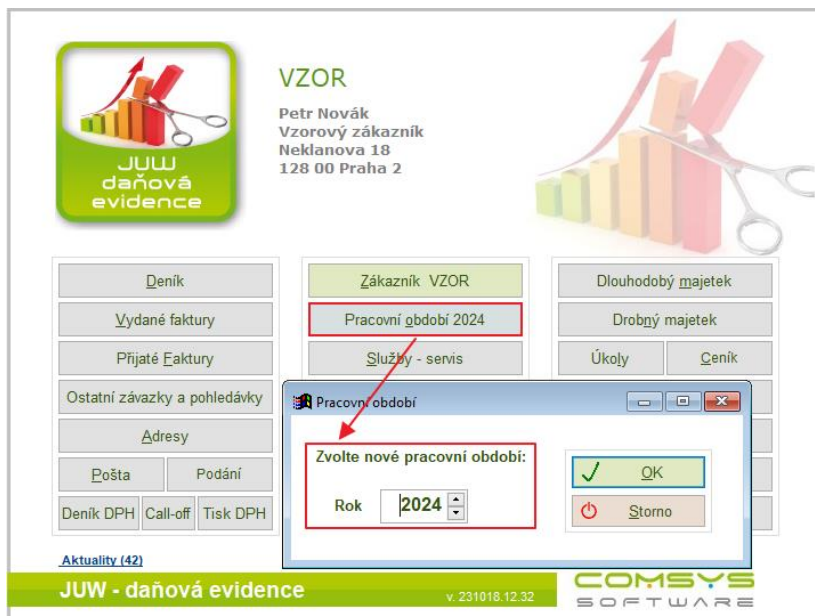 VZOR
Petr Novák
Vzorový zákazník
Neklanova 18
128 00 Praha 2
JUW
daňová
evidence
Deník
Zákazník VZOR
Dlouhodobý majetek
Vydané faktury
Pracovní období 2024
Drobný majetek
Přijaté Faktury
Služby - servis
Úkoly
Ceník
Ostatní závazky a pohledávky
Pracovní období
Adresy
Zvolte nové pracovní období:
Pošta
Podání
OK
Rok
2024
Deník DPH
Call-off
Tisk DPH
Storno
Aktuality (42)
JUW - daňová evidence
v. 231018.12.32
COMSYS
SOFTWARE